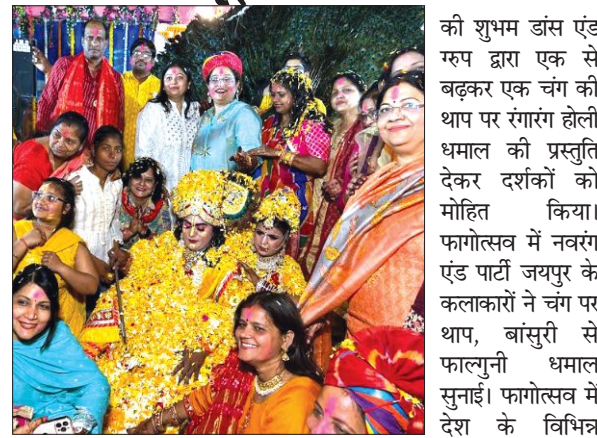 की शुभम डांस एंड
ग्रुप द्वारा एक से
बढ़कर एक चंग की
थाप पर रंगारंग होली
धमाल की प्रस्तुति
देकर दर्शकों को
मोहित किया।
फागोत्सव में नवरंग
एंड पार्टी जयपुर के
कलाकारों ने चंग पर
थाप, बांसुरी से
फाल्गुनी धमाल
सुनाई। फागोत्सव में
देश के विभिन्न